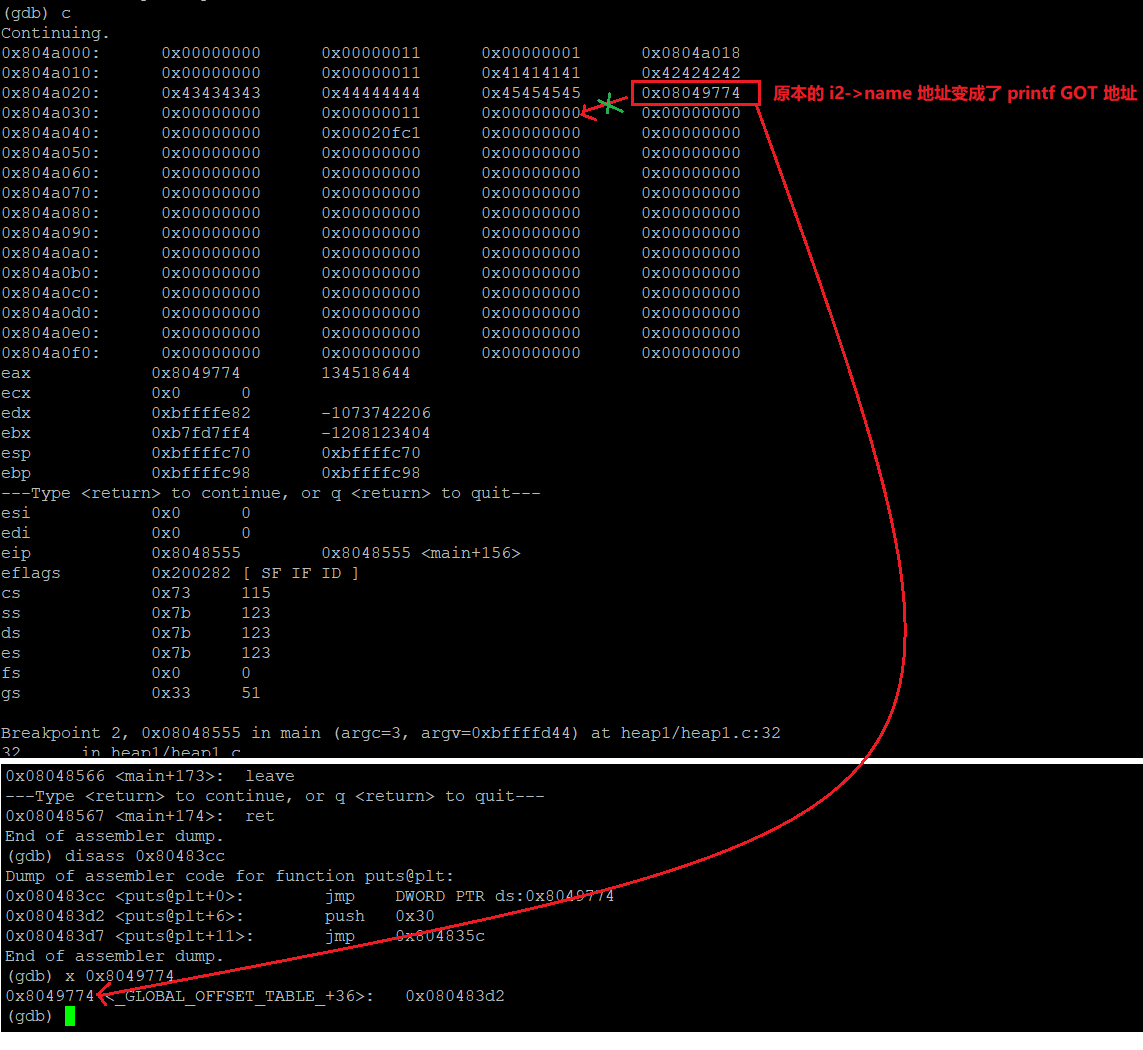 (gdb) c
Continuing.
0x804a000:      0x00000000      0x00000011      0x00000001      0x0804a018
0x804a010:      0x00000000      0x00000011      0x41414141      0x42424242
0x804a020:      0x43434343      0x44444444      0x45454545      0x08049774 原本的 i2->name 地址变成了 printf GOT 地址
0x804a030:      0x00000000      0x00000011      0x00000000      0x00000000
0x804a040:      0x00000000      0x00020fc1      0x00000000      0x00000000
0x804a050:      0x00000000      0x00000000      0x00000000      0x00000000
0x804a060:      0x00000000      0x00000000      0x00000000      0x00000000
0x804a070:      0x00000000      0x00000000      0x00000000      0x00000000
0x804a080:      0x00000000      0x00000000      0x00000000      0x00000000
0x804a090:      0x00000000      0x00000000      0x00000000      0x00000000
0x804a0a0:      0x00000000      0x00000000      0x00000000      0x00000000
0x804a0b0:      0x00000000      0x00000000      0x00000000      0x00000000
0x804a0c0:      0x00000000      0x00000000      0x00000000      0x00000000
0x804a0d0:      0x00000000      0x00000000      0x00000000      0x00000000
0x804a0e0:      0x00000000      0x00000000      0x00000000      0x00000000
0x804a0f0:      0x00000000      0x00000000      0x00000000      0x00000000
eax            0x8049774        134518644
ecx            0x0      0
edx            0xbffffe82       -1073742206
ebx            0xb7fd7ff4       -1208123404
esp            0xbffffc70       0xbffffc70
ebp            0xbffffc98       0xbffffc98
---Type <return> to continue, or q <return> to quit---
esi            0x0      0
edi            0x0      0
eip            0x8048555        0x8048555 <main+156>
eflags         0x200282 [ SF IF ID ]
cs             0x73     115
ss             0x7b     123
ds             0x7b     123
es             0x7b     123
fs             0x0      0
gs             0x33     51
Breakpoint 2, 0x08048555 in main (argc=3, argv=0xbffffd44) at heap1/heap1.c:32
32      in heap1/heap1.c
0x08048566 <main+173>:  leave
---Type <return> to continue, or q <return> to quit---
0x08048567 <main+174>:  ret
End of assembler dump.
(gdb) disass 0x80483cc
Dump of assembler code for function puts@plt:
0x080483cc <puts@plt+0>:        jmp    DWORD PTR ds:0x8049774
0x080483d2 <puts@plt+6>:        push   0x30
0x080483d7 <puts@plt+11>:       jmp    0x804835c
End of assembler dump.
(gdb) x 0x8049774
0x8049774 <_GLOBAL_OFFSET_TABLE_+36>:   0x080483d2
(gdb)